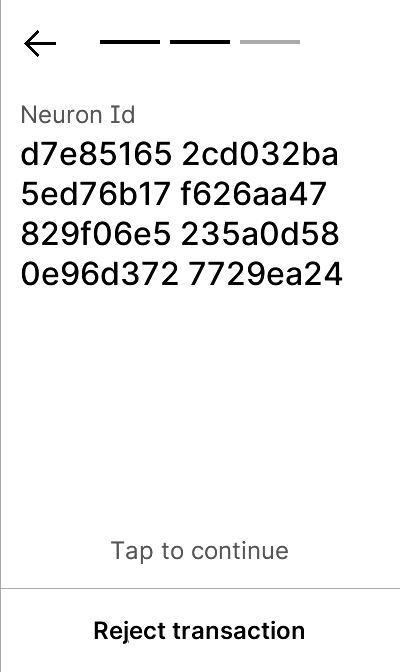 Neuron Id
d7e85165 2cd032ba
5ed76b17 f626aa47
829f06e5 235a0d58
0e96d372 7729ea24
Tap to continue
Reject transaction